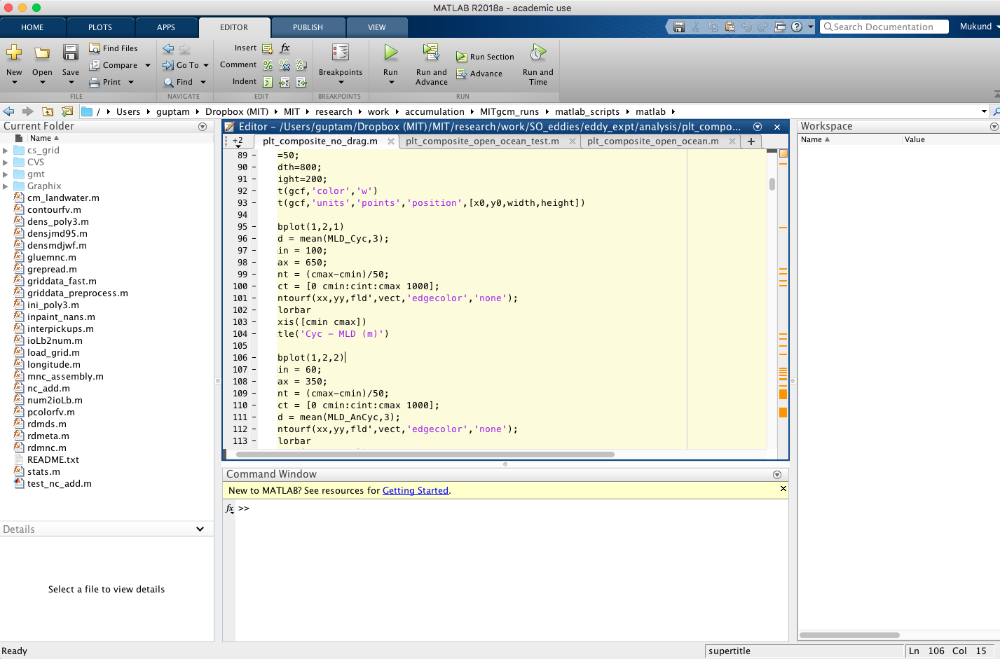 MATLAB R2018a - academic use
HOME PLOTS APPS EDITOR PUBLISH VIEW
Search Documentation Mukund
New Open Save
Find Files
Compare
Print
FILE
Go To
Find
NAVIGATE
Insert fx
Comment
Indent
EDIT
Breakpoints
BREAKPOINTS
Run
Run and Advance
Run Section
Advance
Run and Time
RUN
/ Users guptam Dropbox (MIT) MIT research work accumulation MITgcm_runs matlab_scripts matlab
Current Folder
Name
cs_grid
CVS
gmt
Graphix
cm_landwater.m
contourfv.m
dens_poly3.m
densjmd95.m
densmdjwf.m
gluemnc.m
grepread.m
griddata_fast.m
griddata_preprocess.m
ini_poly3.m
inpaint_nans.m
interpickups.m
ioLb2num.m
load_grid.m
longitude.m
mnc_assembly.m
nc_add.m
num2ioLb.m
pcolorfv.m
rdmds.m
rdmeta.m
rdmnc.m
README.txt
stats.m
test_nc_add.m
Details
Select a file to view details
Editor - /Users/guptam/Dropbox (MIT)/MIT/research/work/SO_eddies/eddy_expt/analysis/plt_compo...
+2 plt_composite_no_drag.m plt_composite_open_ocean_test.m plt_composite_open_ocean.m +
89 - =50;
90 - dth=800;
91 - ight=200;
92 - t(gcf,'color','w')
93 - t(gcf,'units','points','position',[x0,y0,width,height])
94
95 - bplot(1,2,1)
96 - d = mean(MLD_Cyc,3);
97 - in = 100;
98 - ax = 650;
99 - nt = (cmax-cmin)/50;
100 - ct = [0 cmin:cint:cmax 1000];
101 - ntourf(xx,yy,fld',vect,'edgecolor','none');
102 - lorbar
103 - xis([cmin cmax])
104 - tle('Cyc - MLD (m)')
105
106 - bplot(1,2,2)
107 - in = 60;
108 - ax = 350;
109 - nt = (cmax-cmin)/50;
110 - ct = [0 cmin:cint:cmax 1000];
111 - d = mean(MLD_AnCyc,3);
112 - ntourf(xx,yy,fld',vect,'edgecolor','none');
113 - lorbar
Command Window
New to MATLAB? See resources for Getting Started.
fx >>
Workspace
Name Value
Ready
supertitle
Ln 106 Col 15